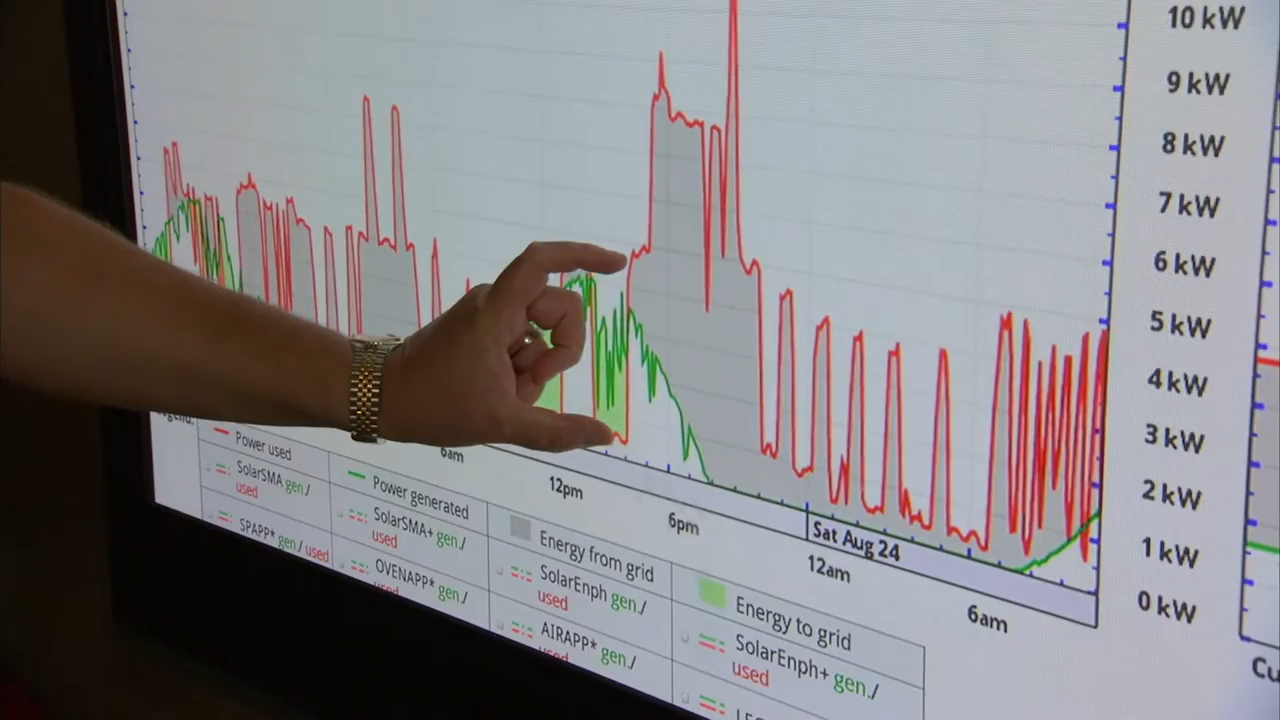 10 kW
9 kW
8 kW
7 kW
6 kW
5 kW
4 kW
3 kW
2 kW
1 kW
0 kW
6am
12pm
6pm
Sat Aug 24
12am
6am
Power used
Power generated
Energy from grid
Energy to grid
SolarSMA gen./
used
SolarSMA+ gen./
used
SolarEnph gen./
used
SolarEnph+ gen./
used
SPAPP* gen./ used
OVENAPP* gen./
used
AIRAPP* gen./
used
Cu